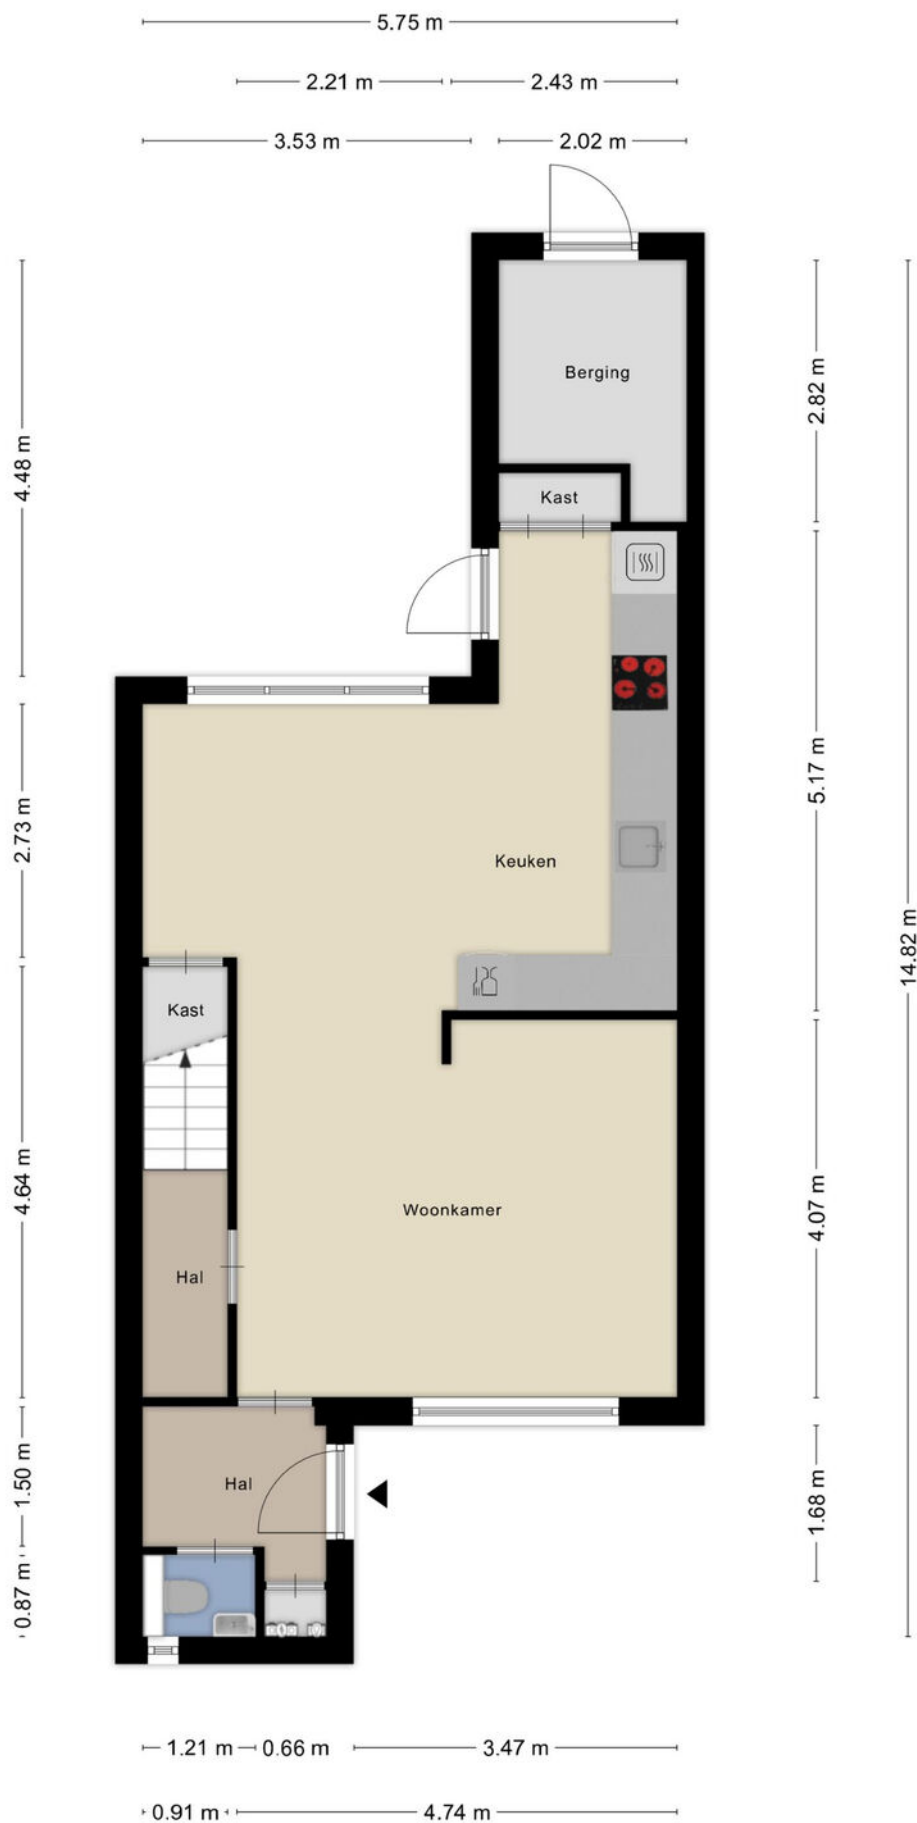 5.75 m
2.21 m
2.43 m
3.53 m
2.02 m
Berging
2.82 m
4.48 m
Kast
5.17 m
2.73 m
Keuken
14.82 m
Kast
4.64 m
4.07 m
Woonkamer
Hal
Hal
1.50 m
1.68 m
0.87 m
1.21 m
0.66 m
3.47 m
0.91 m
4.74 m